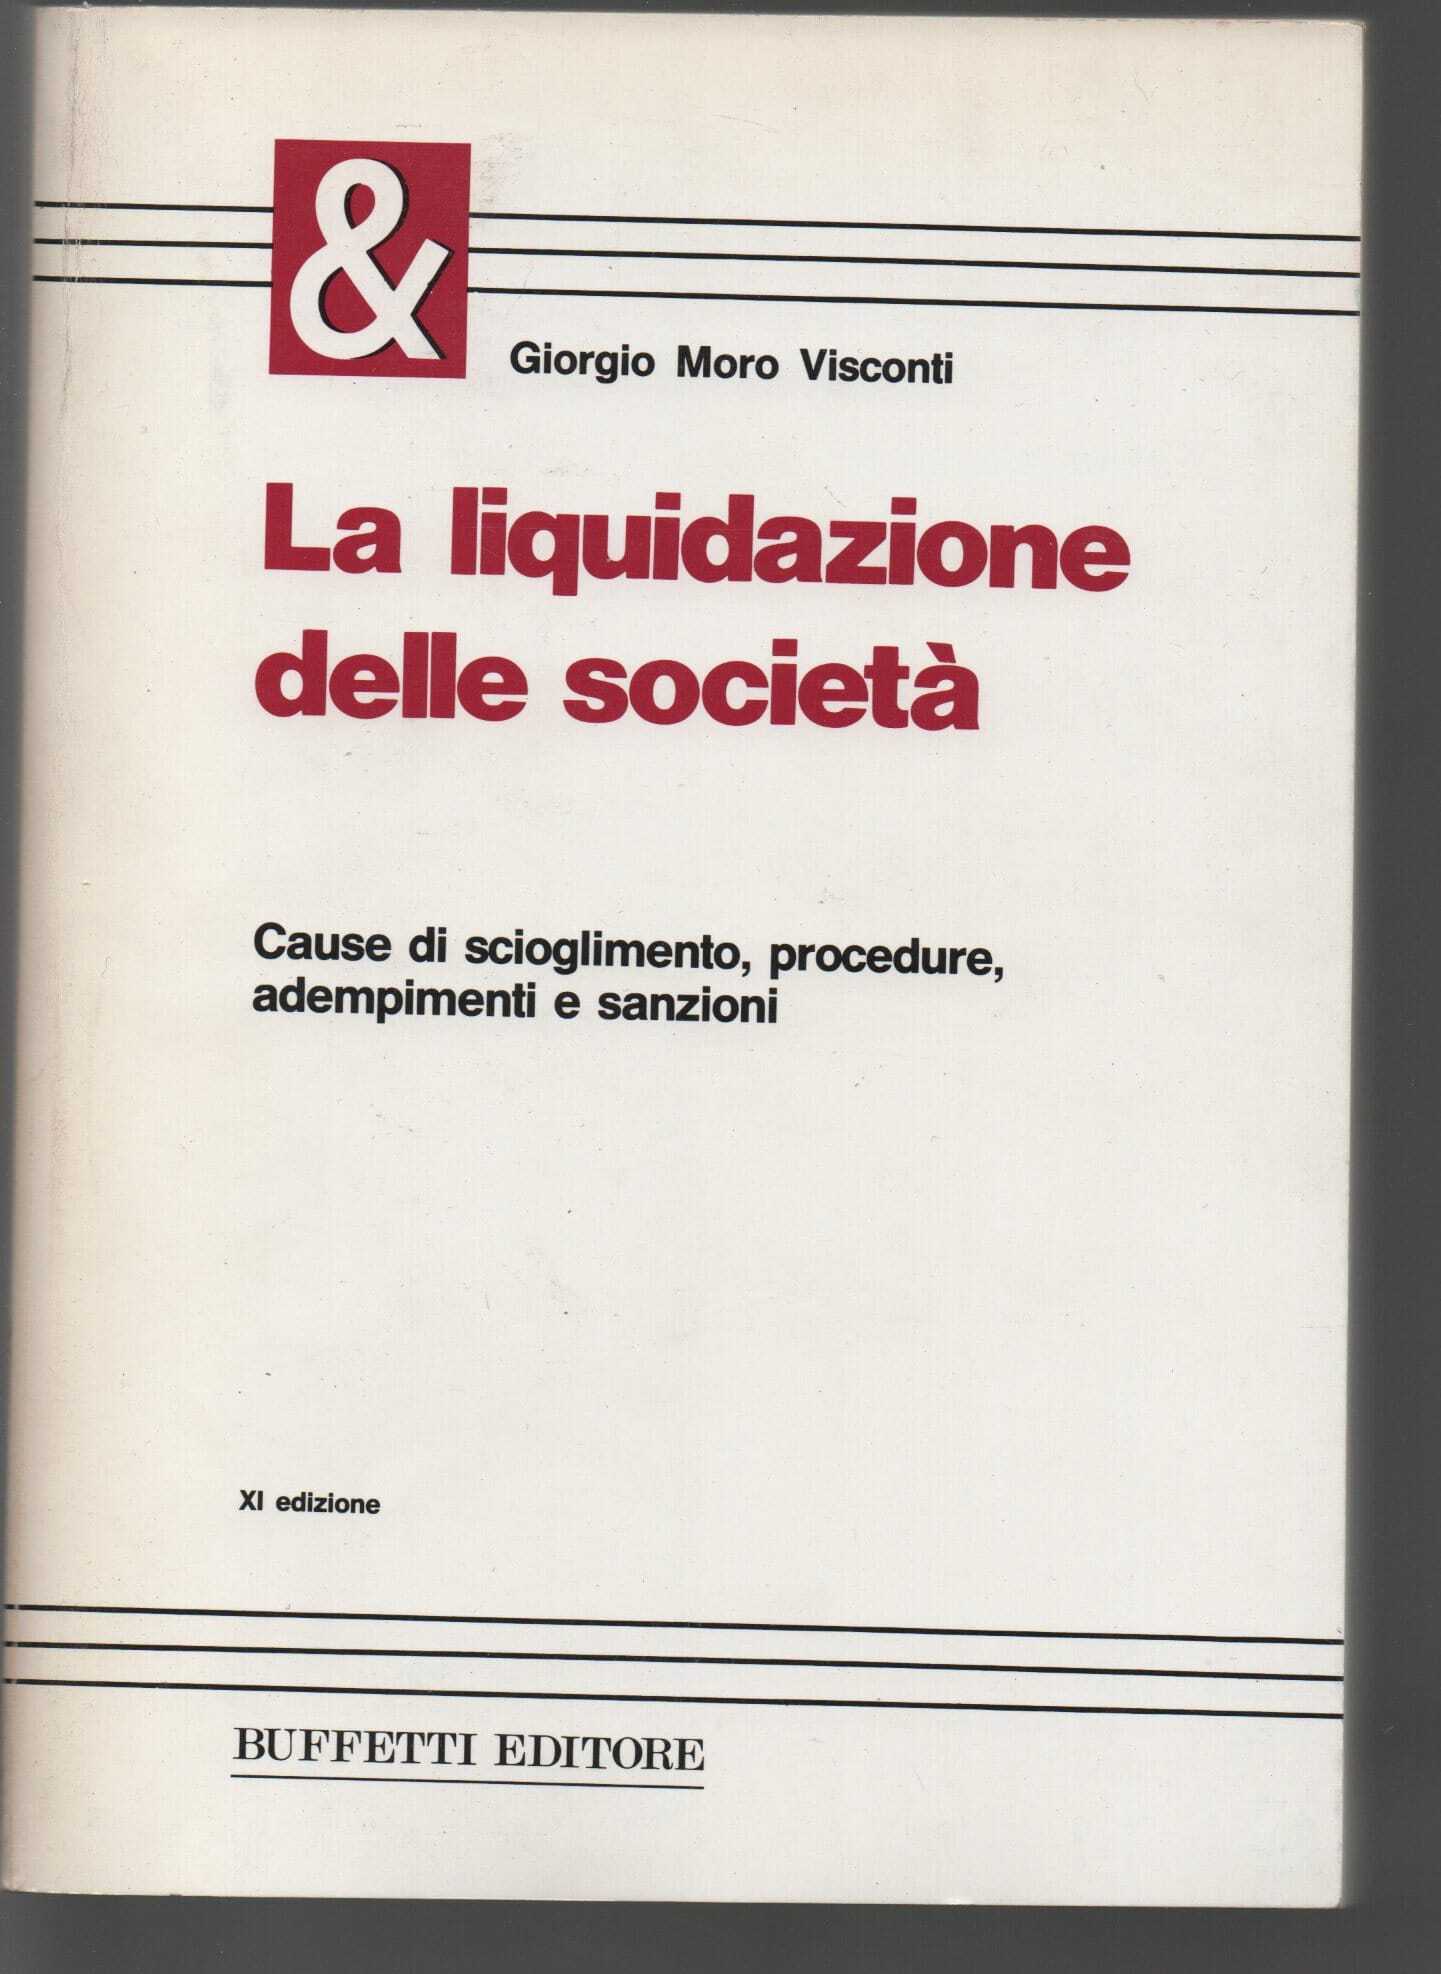 &
Giorgio Moro Visconti
La liquidazione
delle società
Cause di scioglimento, procedure,
adempimenti e sanzioni
XI edizione
BUFFETTI EDITORE